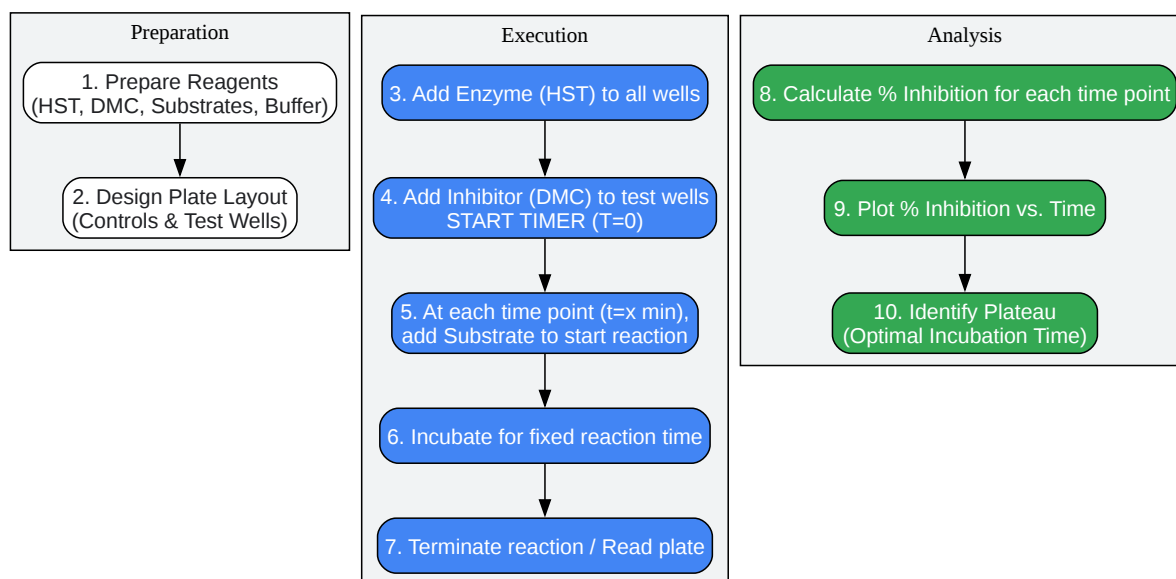 Preparation
1. Prepare Reagents
(HST, DMC, Substrates, Buffer)
2. Design Plate Layout
(Controls & Test Wells)
Execution
3. Add Enzyme (HST) to all wells
4. Add Inhibitor (DMC) to test wells
START TIMER (T=0)
5. At each time point (t=x min),
add Substrate to start reaction
6. Incubate for fixed reaction time
7. Terminate reaction / Read plate
Analysis
8. Calculate % Inhibition for each time point
9. Plot % Inhibition vs. Time
10. Identify Plateau
(Optimal Incubation Time)